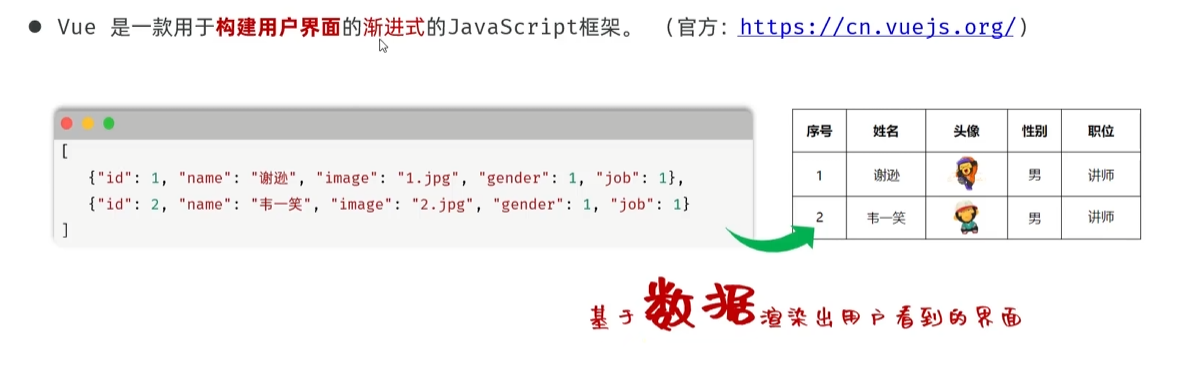 ● Vue 是一款用于构建用户界面的渐进式的JavaScript框架。 （官方：https://cn.vuejs.org/）
[
{"id": 1, "name": "谢逊", "image": "1.jpg", "gender": 1, "job": 1},
{"id": 2, "name": "韦一笑", "image": "2.jpg", "gender": 1, "job": 1}
]
序号 姓名 头像 性别 职位
1 谢逊 男 讲师
2 韦一笑 男 讲师
基于数据渲染出用户看到的界面